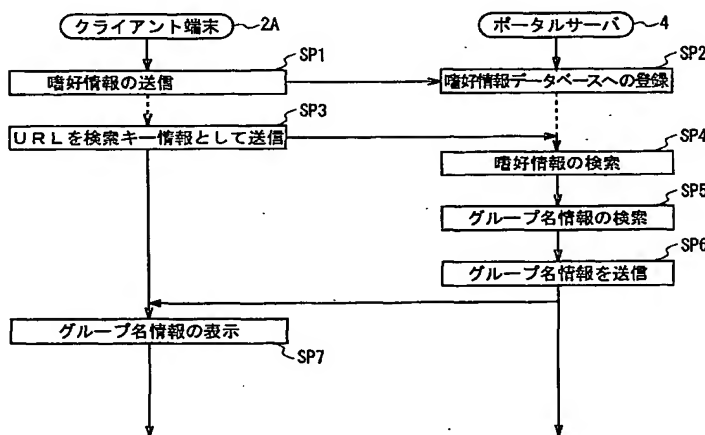 クライアント端末 2A
ポータルサーバ 4
SP1
嗜好情報の送信
SP2
嗜好情報データベースへの登録
SP3
URLを検索キー情報として送信
SP4
嗜好情報の検索
SP5
グループ名情報の検索
SP6
グループ名情報を送信
グループ名情報の表示
SP7